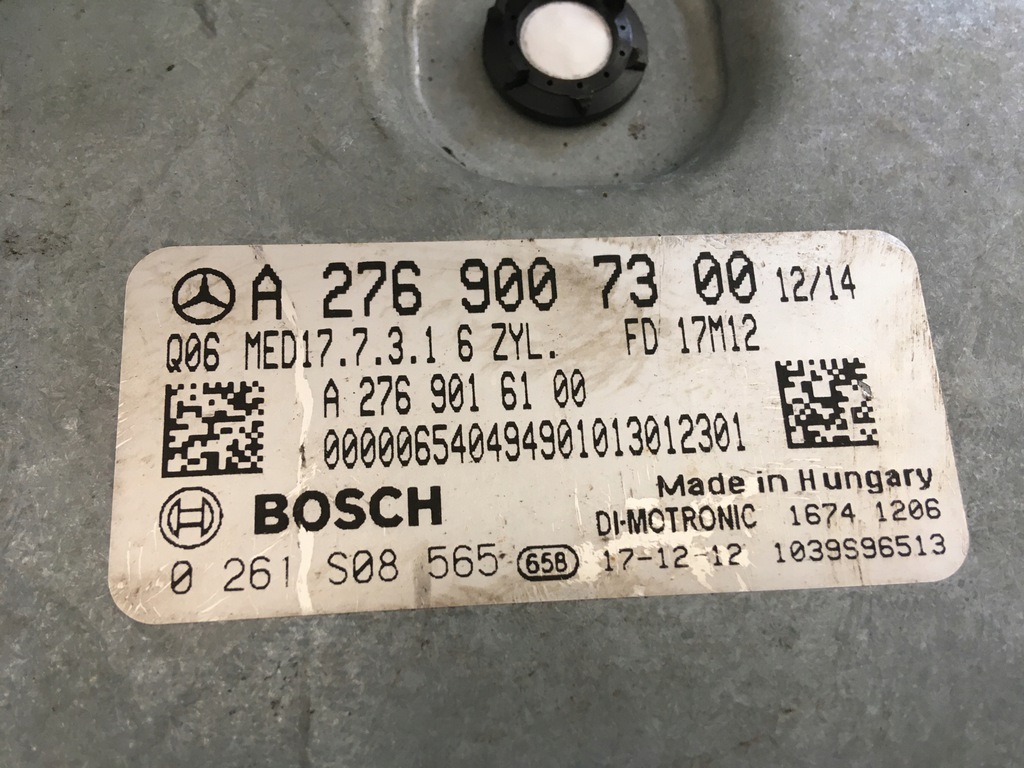 A 276 900 73 00 12/14
Q06 MED17.7.3.1 6 ZYL. FD 17M12
A 276 901 61 00
000006540494901013012301
Made in Hungary
BOSCH
DI-MOTRONIC 1674 1206
0 261 S08 565 658 17-12-12 1039S96513